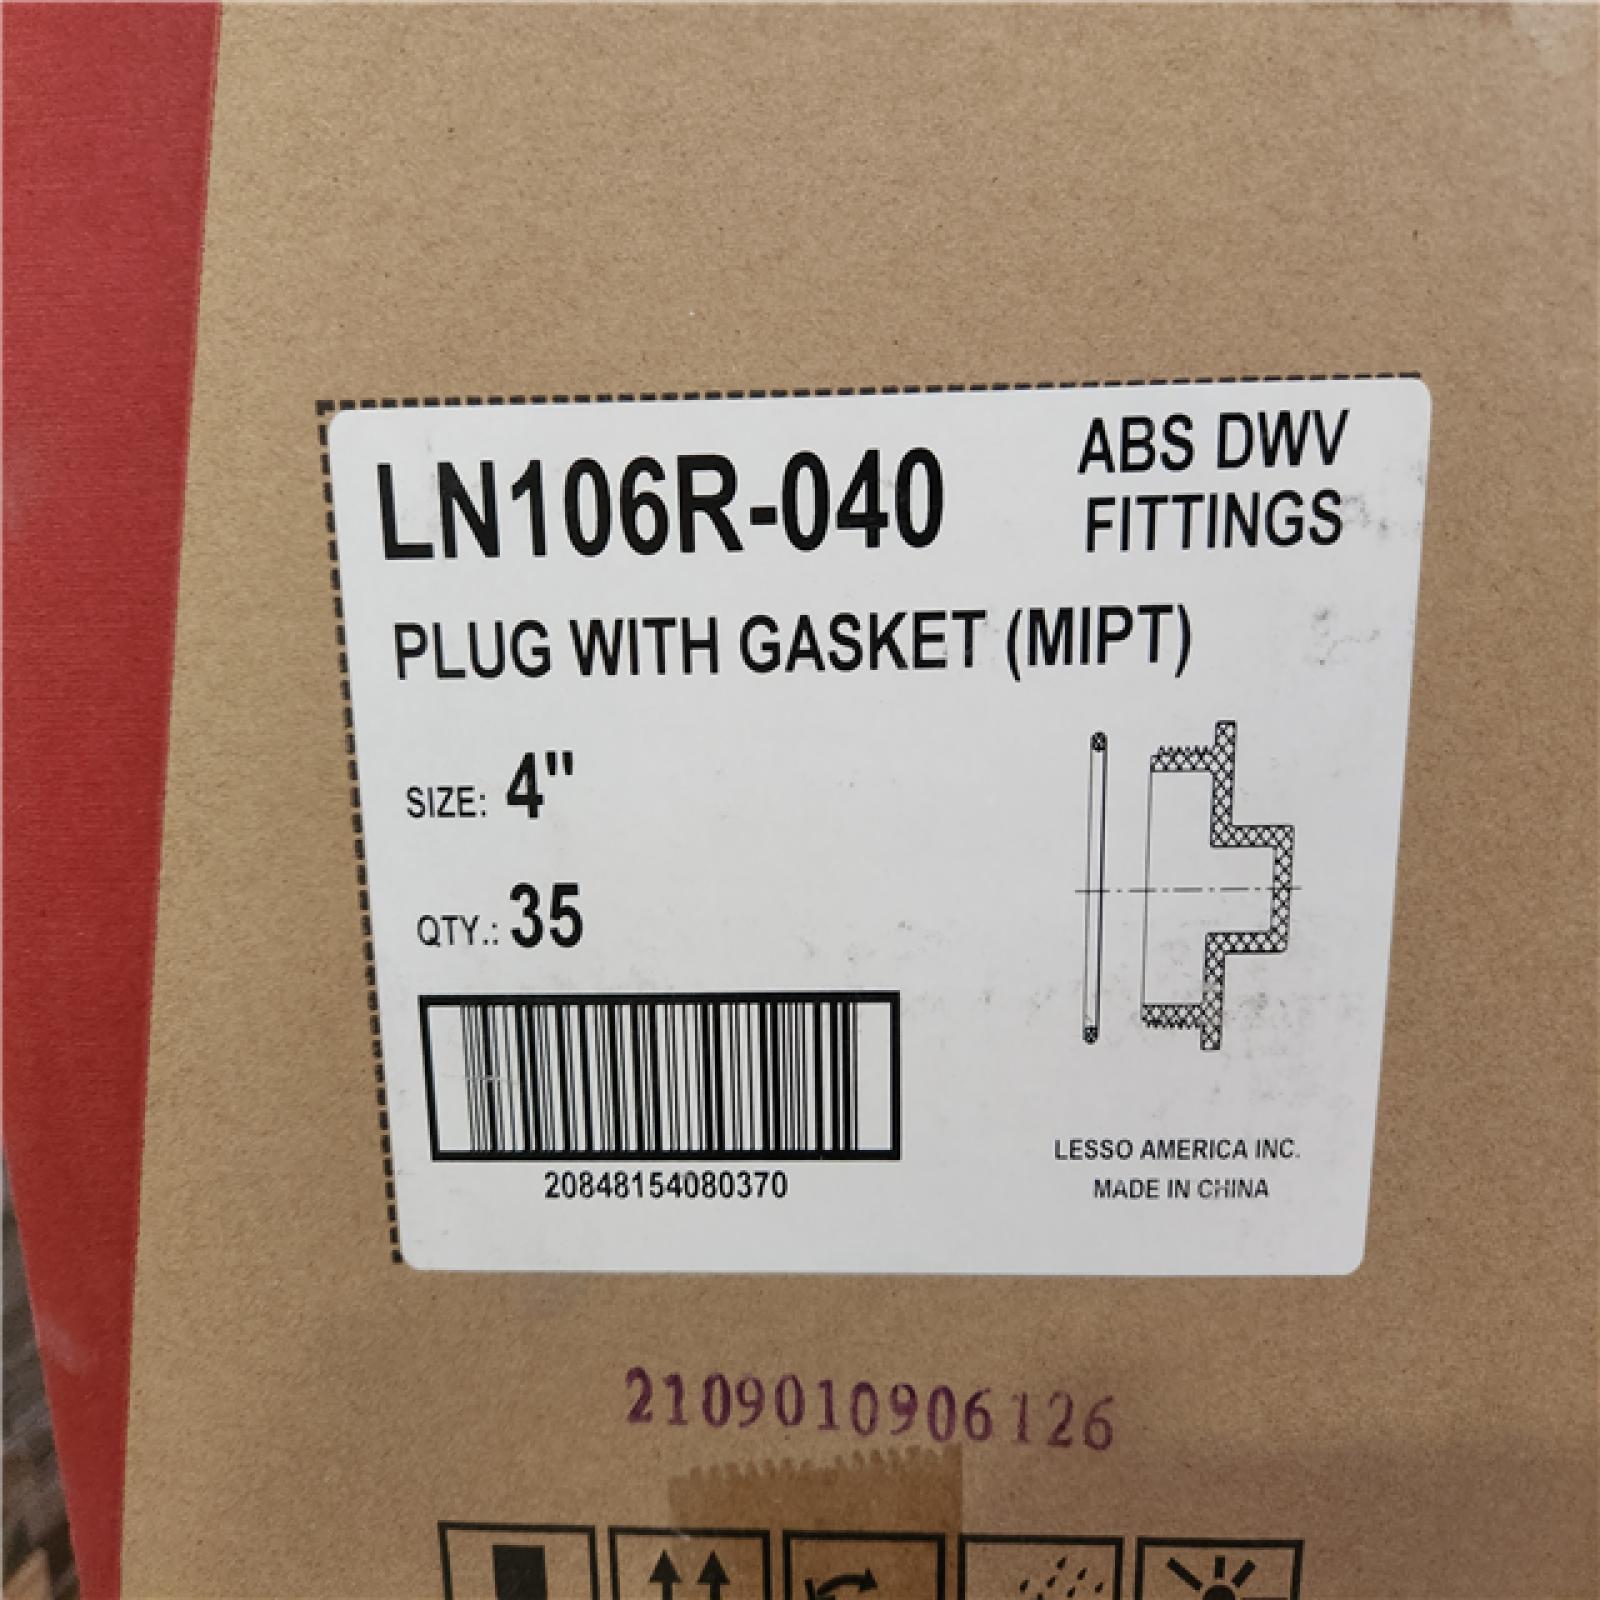 LN106R-040
ABS DWV
FITTINGS
PLUG WITH GASKET (MIPT)
SIZE: 4"
QTY.: 35
20848154080370
LESSO AMERICA INC.
MADE IN CHINA
2109010906126